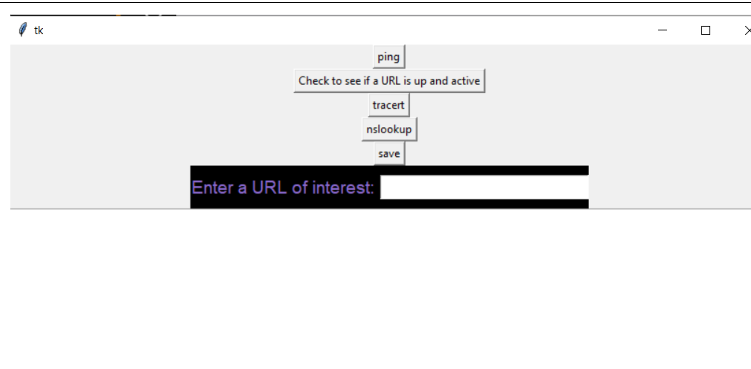 tk
ping
Check to see if a URL is up and active
tracert
nslookup
save
Enter a URL of interest: